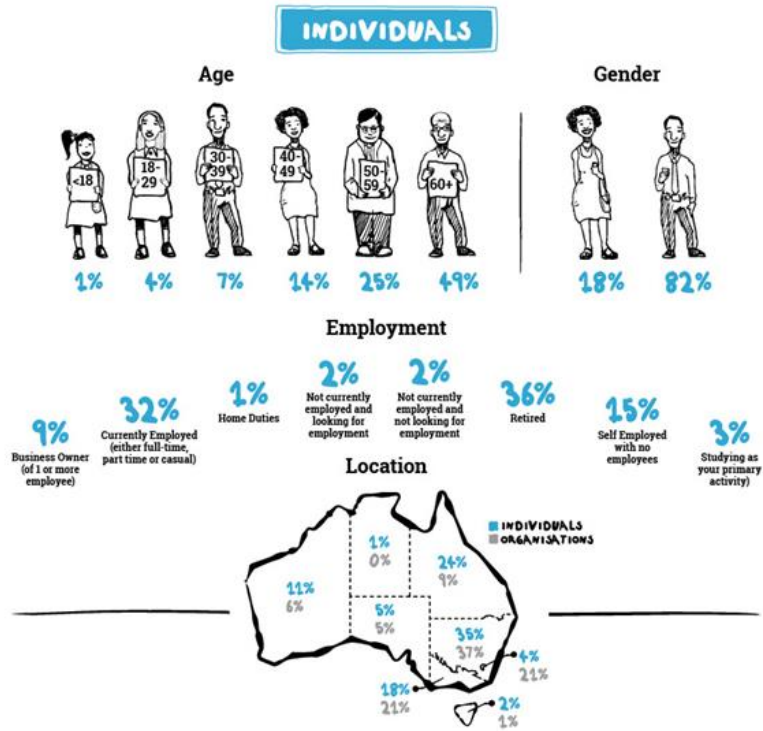 INDIVIDUALS
Age
Gender
<18
18-
29
30-
39
40-
49
50-
59
60+
1%
4%
7%
14%
25%
49%
18%
82%
Employment
9%
Business Owner
(of 1 or more
employee)
32%
Currently Employed
(either full-time,
part time or casual)
1%
Home Duties
2%
Not currently
employed and
looking for
employment
2%
Not currently
employed and
not looking for
employment
36%
Retired
15%
Self Employed
with no
employees
3%
Studying as
your primary
activity)
Location
INDIVIDUALS
ORGANISATIONS
1%
0%
24%
9%
11%
6%
5%
5%
35%
37%
4%
21%
18%
21%
2%
1%